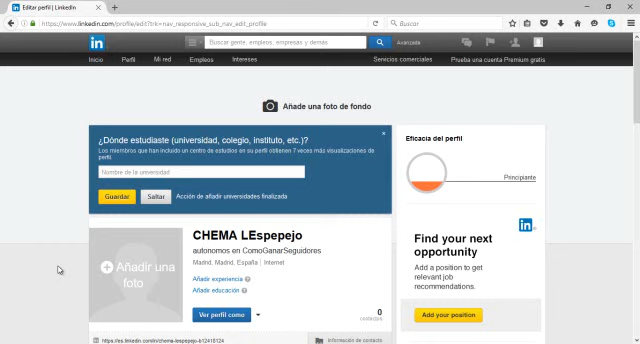 Editar perfil | LinkedIn
https://www.linkedin.com/profile/edit?trk=nav_responsive_sub_nav_edit_profile
Buscar
in
Buscar gente, empleos, empresas y demás
Avanzada
Inicio Perfil Mi red Empleos Intereses
Servicios comerciales Prueba una cuenta Premium gratis
Añade una foto de fondo
¿Dónde estudiaste (universidad, colegio, instituto, etc.)?
Los miembros que han incluido un centro de estudios en su perfil obtienen 7 veces más visualizaciones de
perfil.
Nombre de la universidad
Guardar Saltar Acción de añadir universidades finalizada
Eficacia del perfil
Principiante
Añadir una
foto
CHEMA LEspepejo
autonomos en ComoGanarSeguidores
Madrid, Madrid, España | Internet
Añadir experiencia
Añadir educación
Ver perfil como
0
contactos
https://es.linkedin.com/in/chema-lespepejo-b12418124
Información de contacto
in
Find your next
opportunity
Add a position to get
relevant job
recommendations.
Add your position